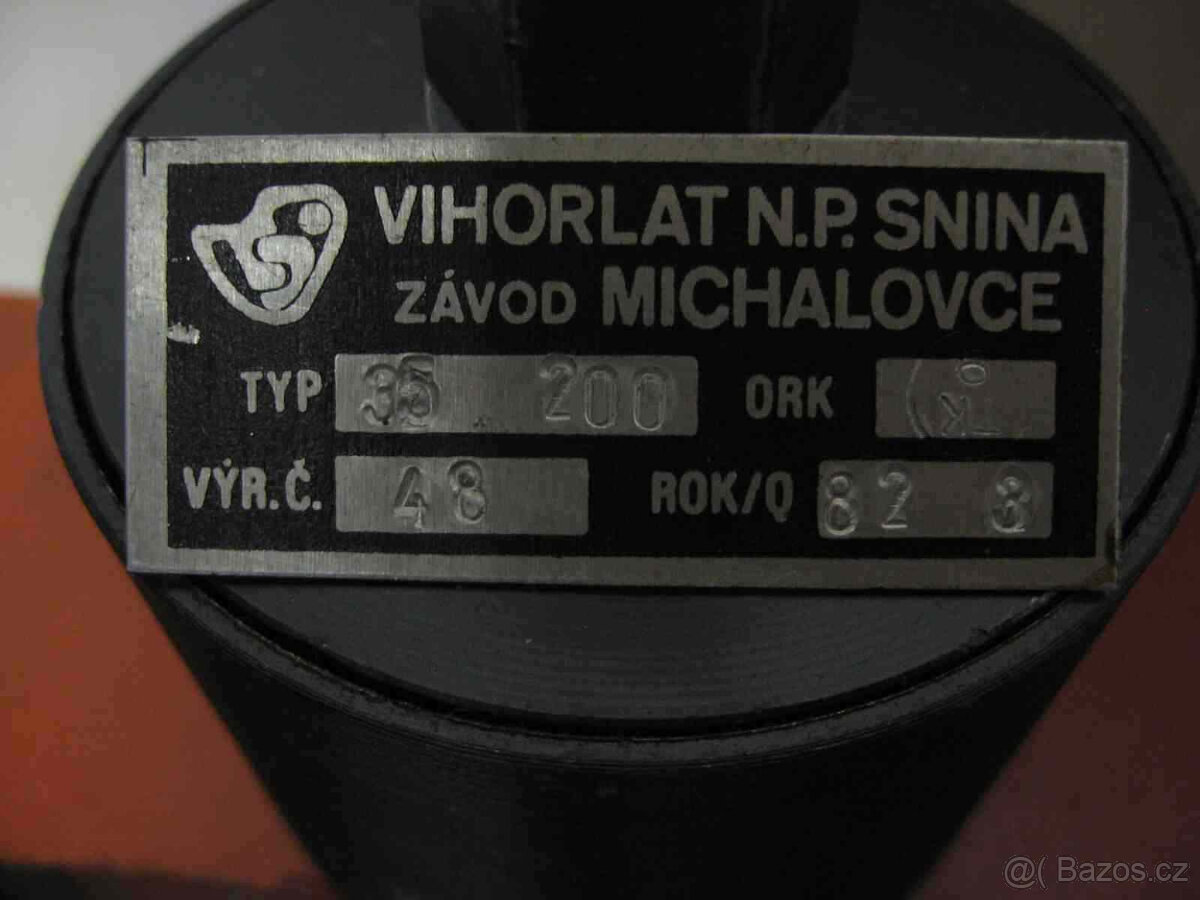 VIHORLAT N.P. SNINA
ZÁVOD MICHALOVCE
TYP 35 200 ORK
VÝR.Č. 48 ROK/Q 82 3
@( Bazos.cz